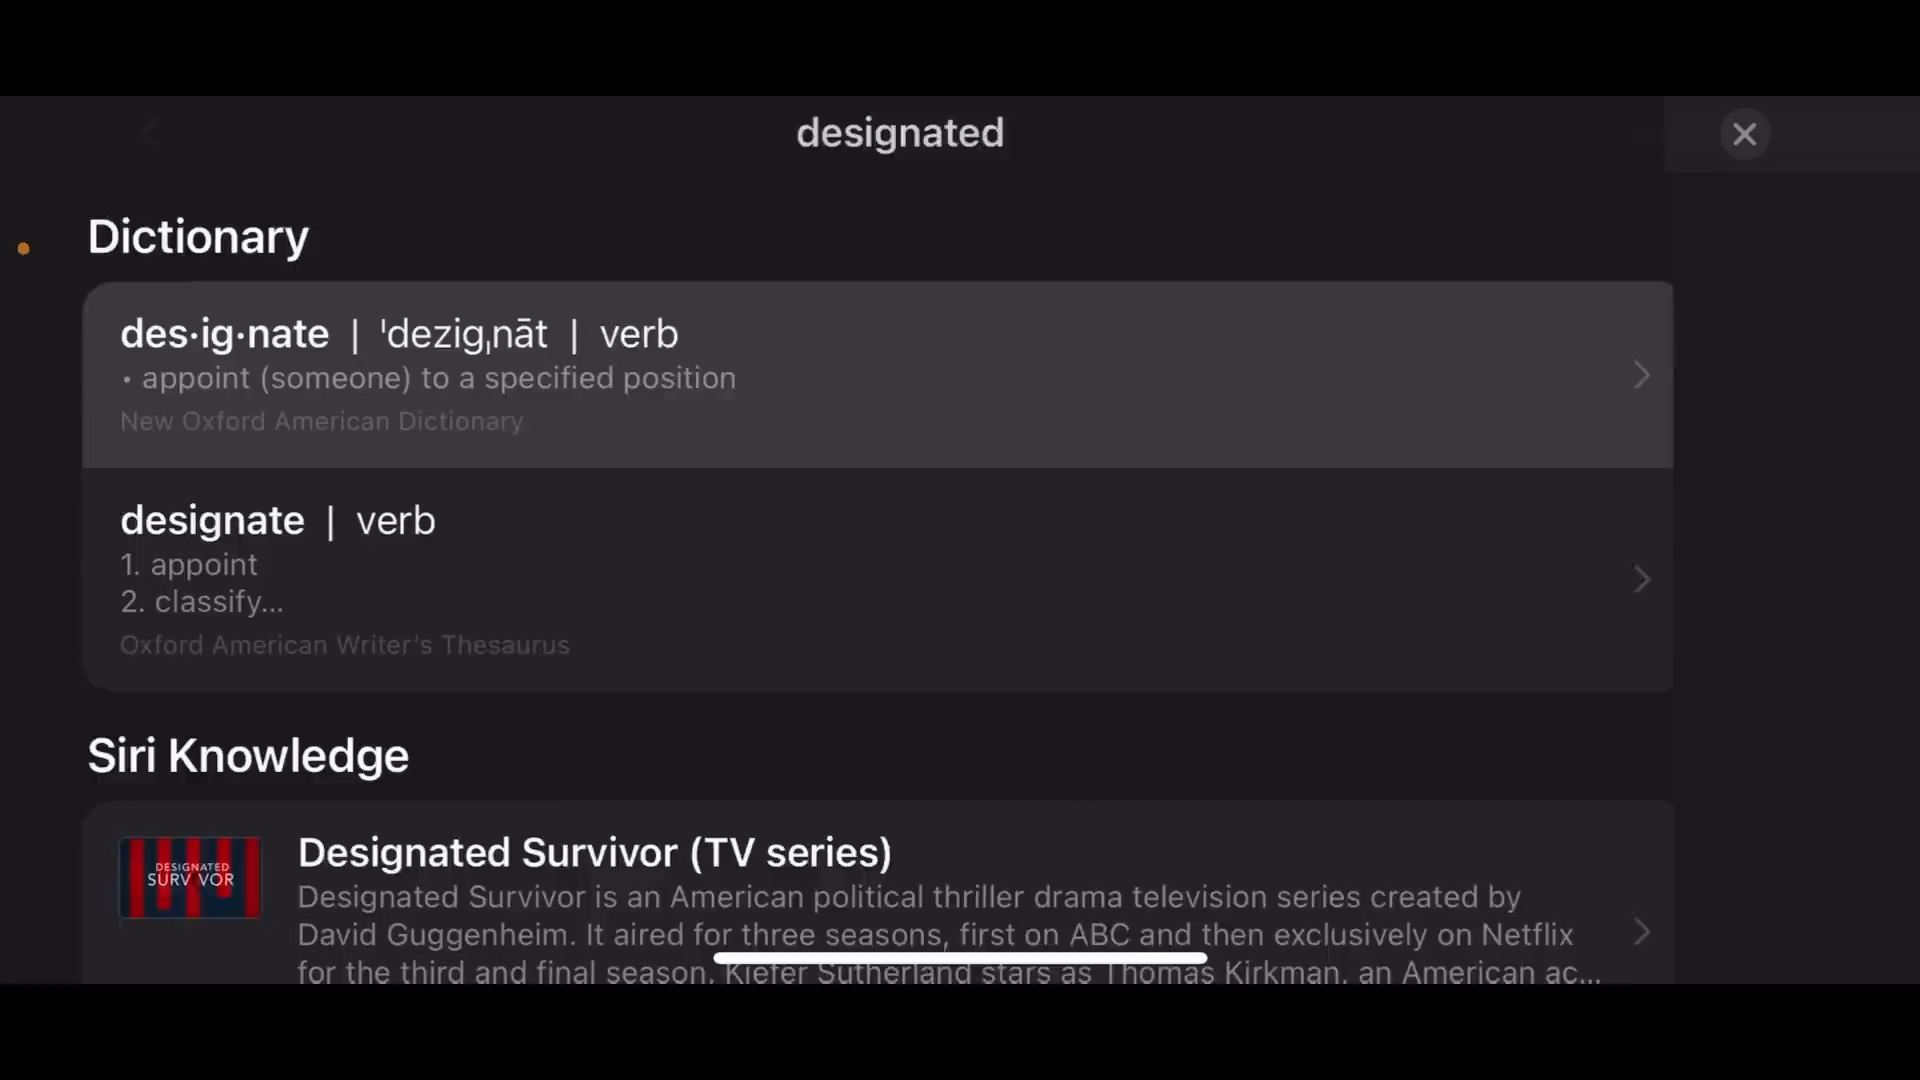 designated
Dictionary
des·ig·nate | ˈdeziɡˌnāt | verb
• appoint (someone) to a specified position
New Oxford American Dictionary
designate | verb
1. appoint
2. classify...
Oxford American Writer's Thesaurus
Siri Knowledge
DESIGNATED
SURV VOR
Designated Survivor (TV series)
Designated Survivor is an American political thriller drama television series created by
David Guggenheim. It aired for three seasons, first on ABC and then exclusively on Netflix
for the third and final season. Kiefer Sutherland stars as Thomas Kirkman, an American ac...